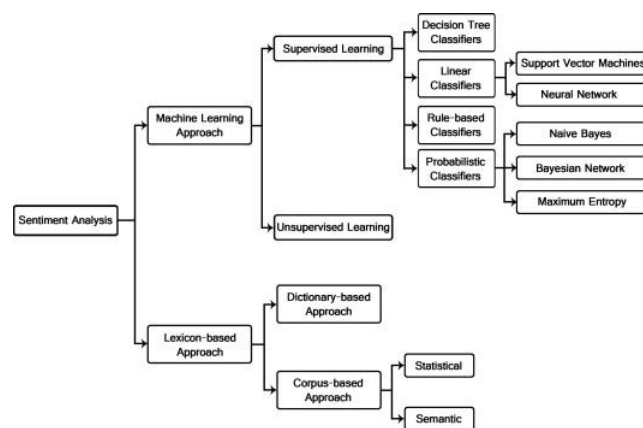 Decision Tree
Classifiers
Supervised Learning
Linear
Classifiers
Support Vector Machines
Neural Network
Machine Learning
Approach
Rule-based
Classifiers
Naive Bayes
Probabilistic
Classifiers
Bayesian Network
Maximum Entropy
Sentiment Analysis
Unsupervised Learning
Dictionary-based
Approach
Lexicon-based
Approach
Corpus-based
Approach
Statistical
Semantic